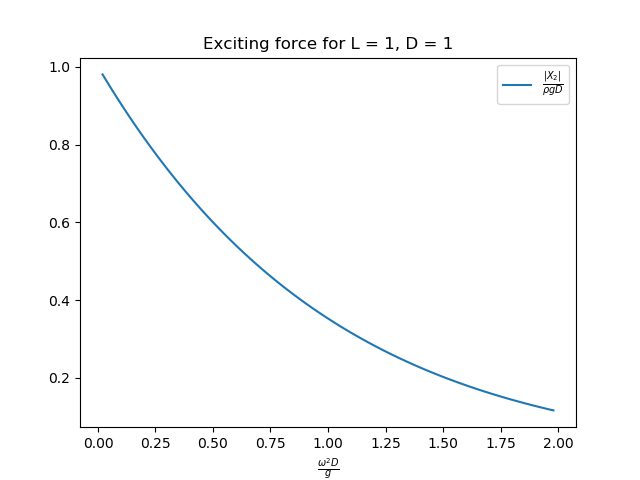 Exciting force for L = 1, D = 1
|X₂|
ρgD
1.0
0.8
0.6
0.4
0.2
0.00 0.25 0.50 0.75 1.00 1.25 1.50 1.75 2.00
ω²D
g